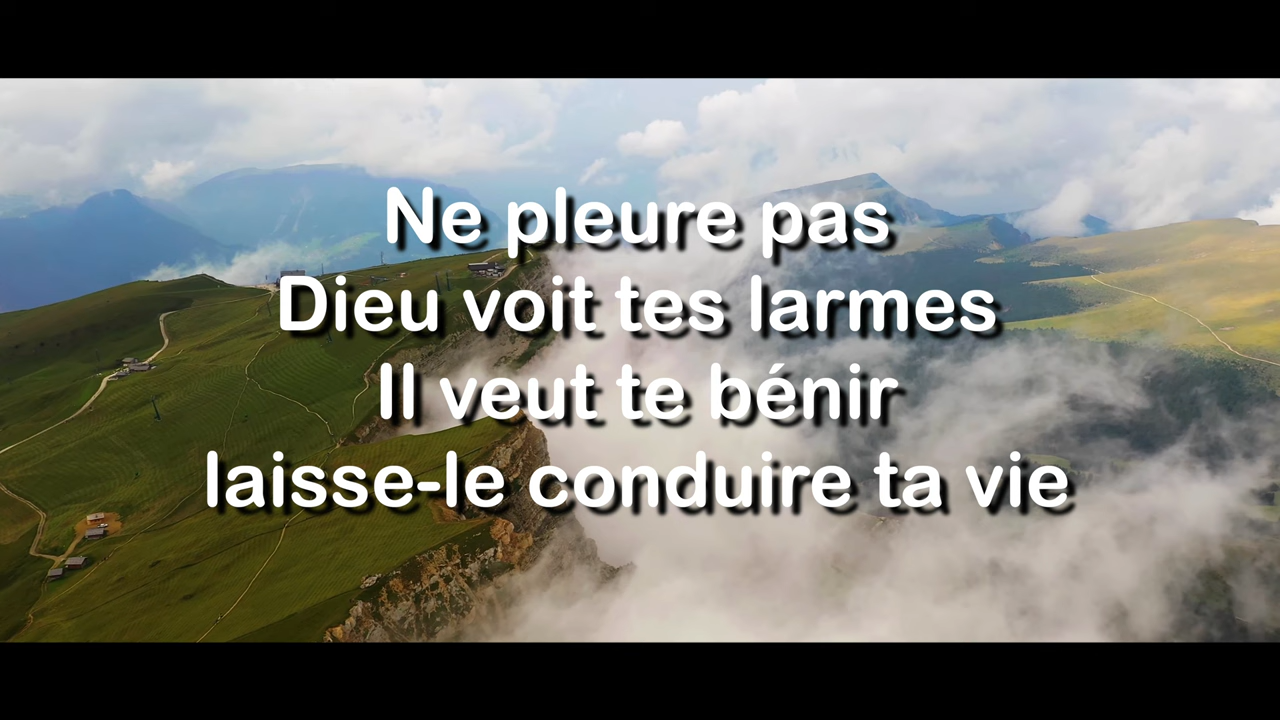 Ne pleure pas
Dieu voit tes larmes
Il veut te bénir
laisse-le conduire ta vie